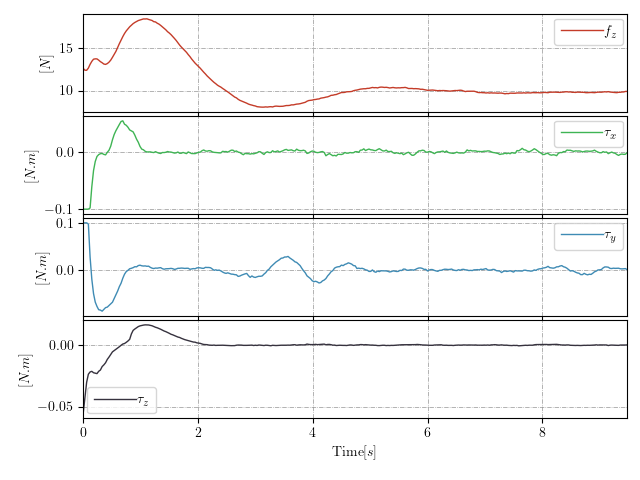 15
10
[N]
f_z
0.0
−0.1
[N.m]
τ_x
0.1
0.0
[N.m]
τ_y
0.00
−0.05
[N.m]
τ_z
0 2 4 6 8
Time[s]